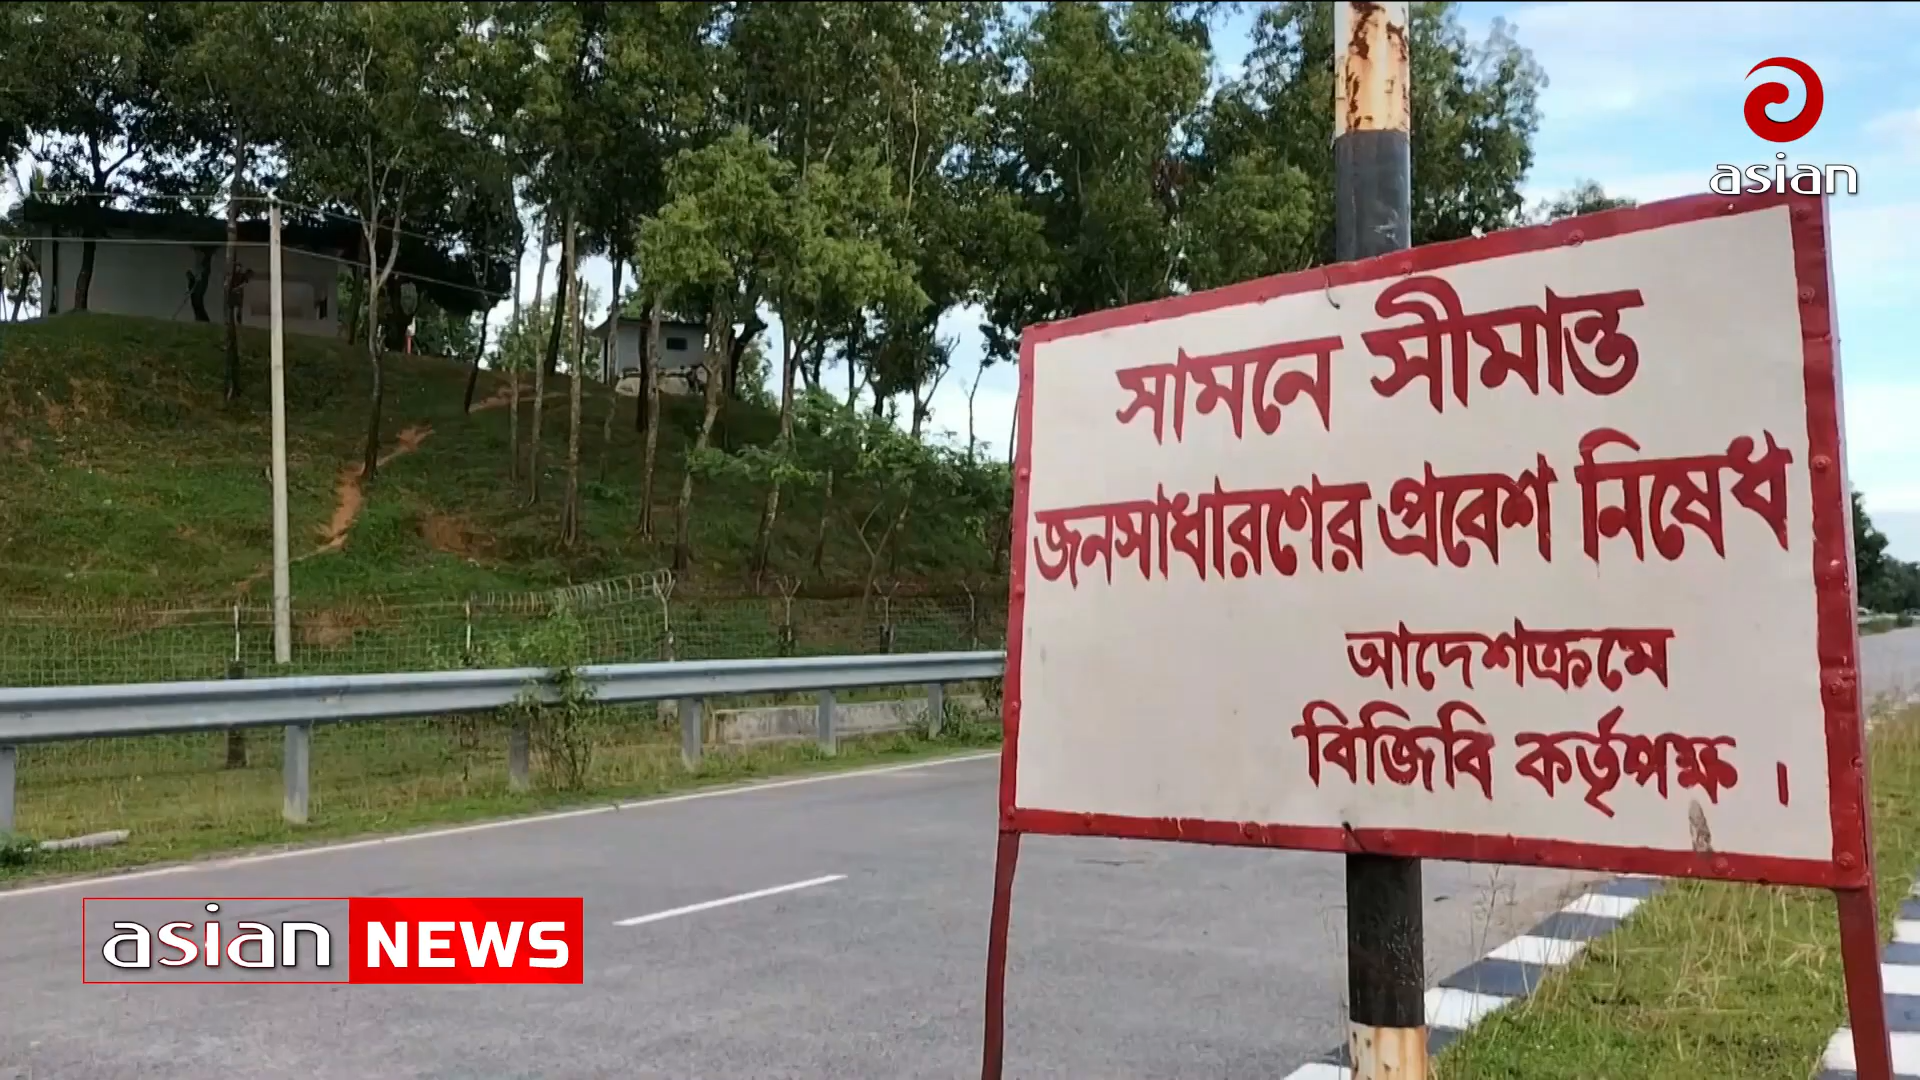 asian
সামনে সীমান্ত
জনসাধারণের প্রবেশ নিষেধ
আদেশক্রমে
বিজিবি কর্তৃপক্ষ ।
asian NEWS